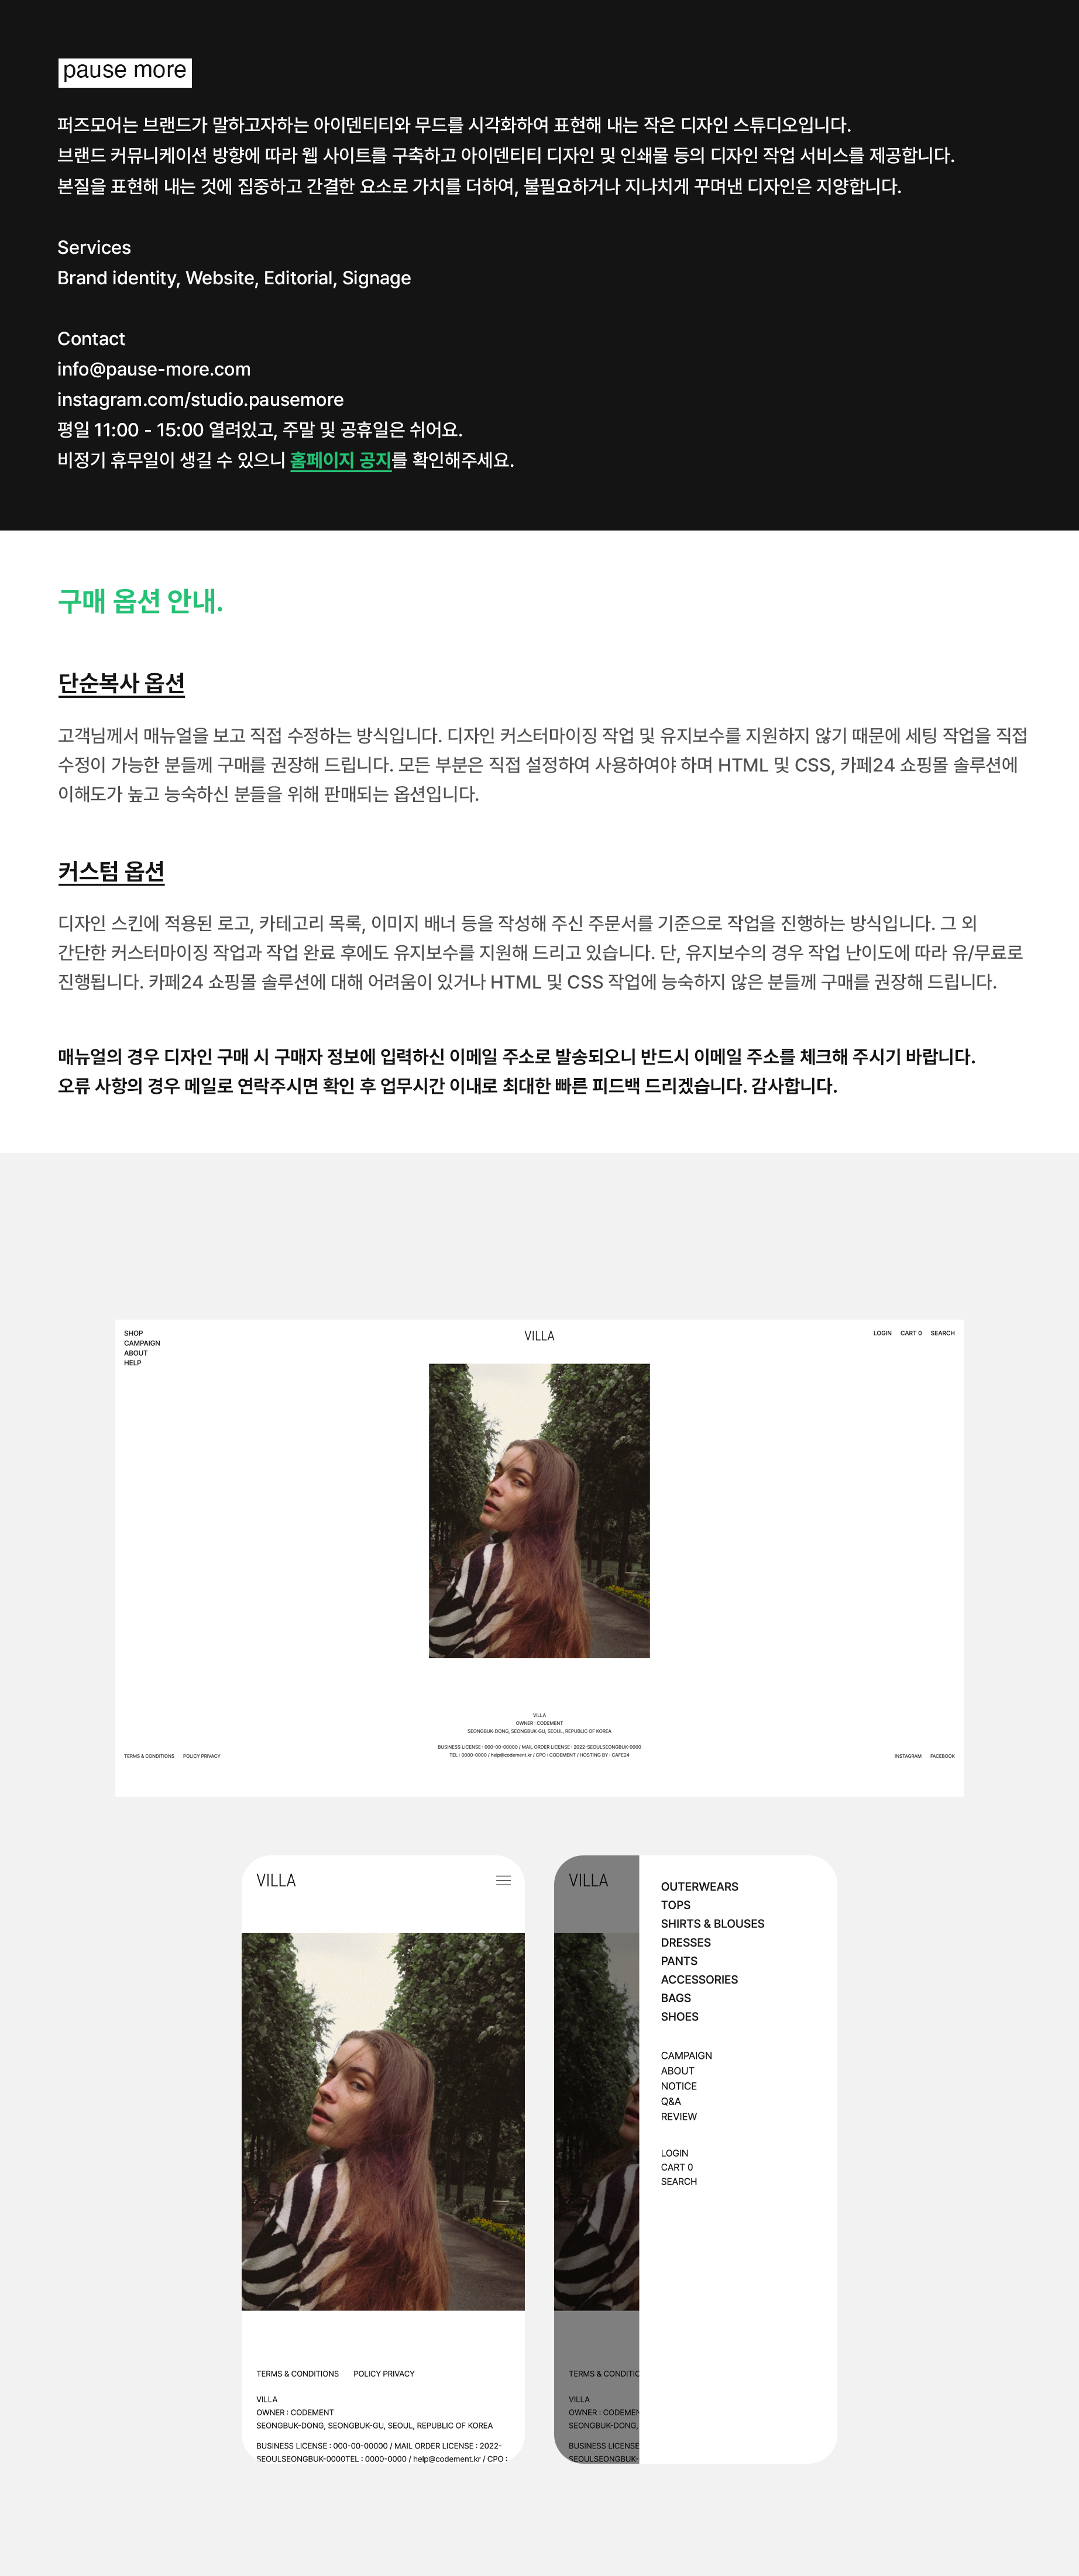 pause more
퍼즈모어는 브랜드가 말하고자하는 아이덴티티와 무드를 시각화하여 표현해 내는 작은 디자인 스튜디오입니다.
브랜드 커뮤니케이션 방향에 따라 웹 사이트를 구축하고 아이덴티티 디자인 및 인쇄물 등의 디자인 작업 서비스를 제공합니다.
본질을 표현해 내는 것에 집중하고 간결한 요소로 가치를 더하여, 불필요하거나 지나치게 꾸며낸 디자인은 지양합니다.
Services
Brand identity, Website, Editorial, Signage
Contact
info@pause-more.com
instagram.com/studio.pausemore
평일 11:00 - 15:00 열려있고, 주말 및 공휴일은 쉬어요.
비정기 휴무일이 생길 수 있으니 홈페이지 공지를 확인해주세요.
구매 옵션 안내.
단순복사 옵션
고객님께서 매뉴얼을 보고 직접 수정하는 방식입니다. 디자인 커스터마이징 작업 및 유지보수를 지원하지 않기 때문에 세팅 작업을 직접
수정이 가능한 분들께 구매를 권장해 드립니다. 모든 부분은 직접 설정하여 사용하여야 하며 HTML 및 CSS, 카페24 쇼핑몰 솔루션에
이해도가 높고 능숙하신 분들을 위해 판매되는 옵션입니다.
커스텀 옵션
디자인 스킨에 적용된 로고, 카테고리 목록, 이미지 배너 등을 작성해 주신 주문서를 기준으로 작업을 진행하는 방식입니다. 그 외
간단한 커스터마이징 작업과 작업 완료 후에도 유지보수를 지원해 드리고 있습니다. 단, 유지보수의 경우 작업 난이도에 따라 유/무료로
진행됩니다. 카페24 쇼핑몰 솔루션에 대해 어려움이 있거나 HTML 및 CSS 작업에 능숙하지 않은 분들께 구매를 권장해 드립니다.
매뉴얼의 경우 디자인 구매 시 구매자 정보에 입력하신 이메일 주소로 발송되오니 반드시 이메일 주소를 체크해 주시기 바랍니다.
오류 사항의 경우 메일로 연락주시면 확인 후 업무시간 이내로 최대한 빠른 피드백 드리겠습니다. 감사합니다.
SHOP
CAMPAIGN
ABOUT
HELP
VILLA
LOGIN CART 0 SEARCH
VILLA
OWNER : CODEMENT
SEONGBUK-DONG, SEONGBUK-GU, SEOUL, REPUBLIC OF KOREA
BUSINESS LICENSE : 000-00-00000 / MAIL ORDER LICENSE : 2022-SEOULSEONGBUK-0000
TEL : 0000-0000 / help@codement.kr / CPO : CODEMENT / HOSTING BY : CAFE24
TERMS & CONDITIONS POLICY PRIVACY
INSTAGRAM FACEBOOK
VILLA
TERMS & CONDITIONS POLICY PRIVACY
VILLA
OWNER : CODEMENT
SEONGBUK-DONG, SEONGBUK-GU, SEOUL, REPUBLIC OF KOREA
BUSINESS LICENSE : 000-00-00000 / MAIL ORDER LICENSE : 2022-
SEOULSEONGBUK-0000TEL : 0000-0000 / help@codement.kr / CPO :
VILLA
OUTERWEARS
TOPS
SHIRTS & BLOUSES
DRESSES
PANTS
ACCESSORIES
BAGS
SHOES
CAMPAIGN
ABOUT
NOTICE
Q&A
REVIEW
LOGIN
CART 0
SEARCH
TERMS & CONDITIO
VILLA
OWNER : CODEMEN
SEONGBUK-DONG,
BUSINESS LICENSE
SEOULSEONGBUK-